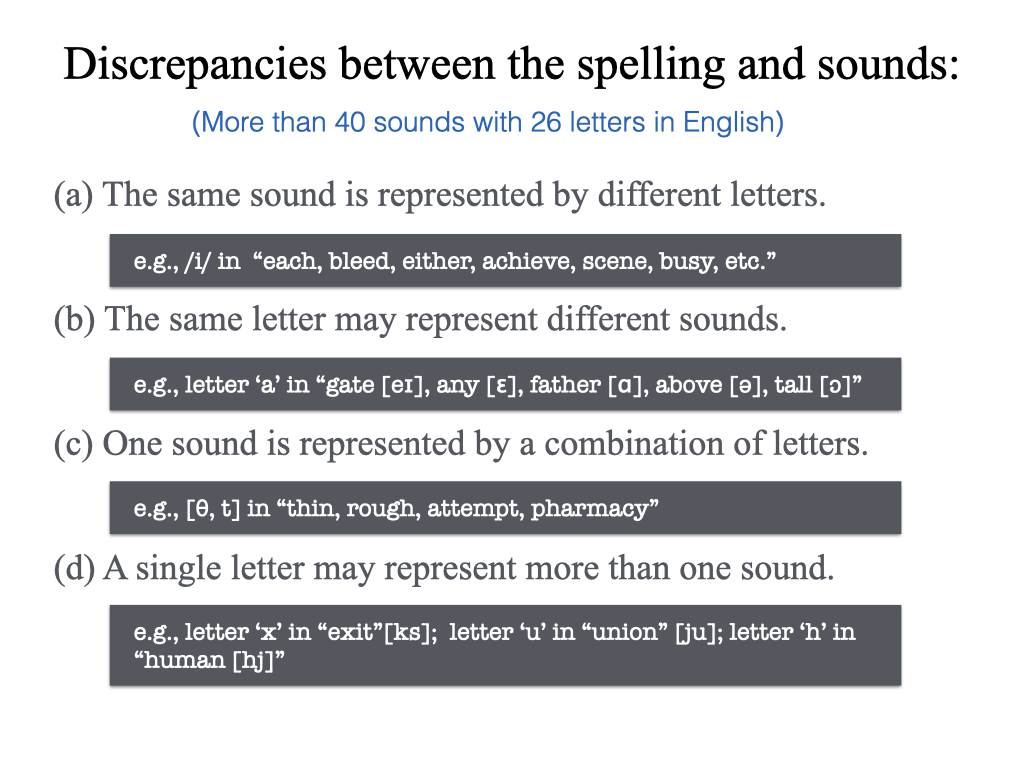 Discrepancies between the spelling and sounds:
(More than 40 sounds with 26 letters in English)
(a) The same sound is represented by different letters.
e.g., /i/ in “each, bleed, either, achieve, scene, busy, etc.”
(b) The same letter may represent different sounds.
e.g., letter ‘a’ in “gate [eɪ], any [ɛ], father [ɑ], above [ə], tall [ɔ]”
(c) One sound is represented by a combination of letters.
e.g., [θ, t] in “thin, rough, attempt, pharmacy”
(d) A single letter may represent more than one sound.
e.g., letter ‘x’ in “exit”[ks]; letter ‘u’ in “union” [ju]; letter ‘h’ in
“human [hj]”